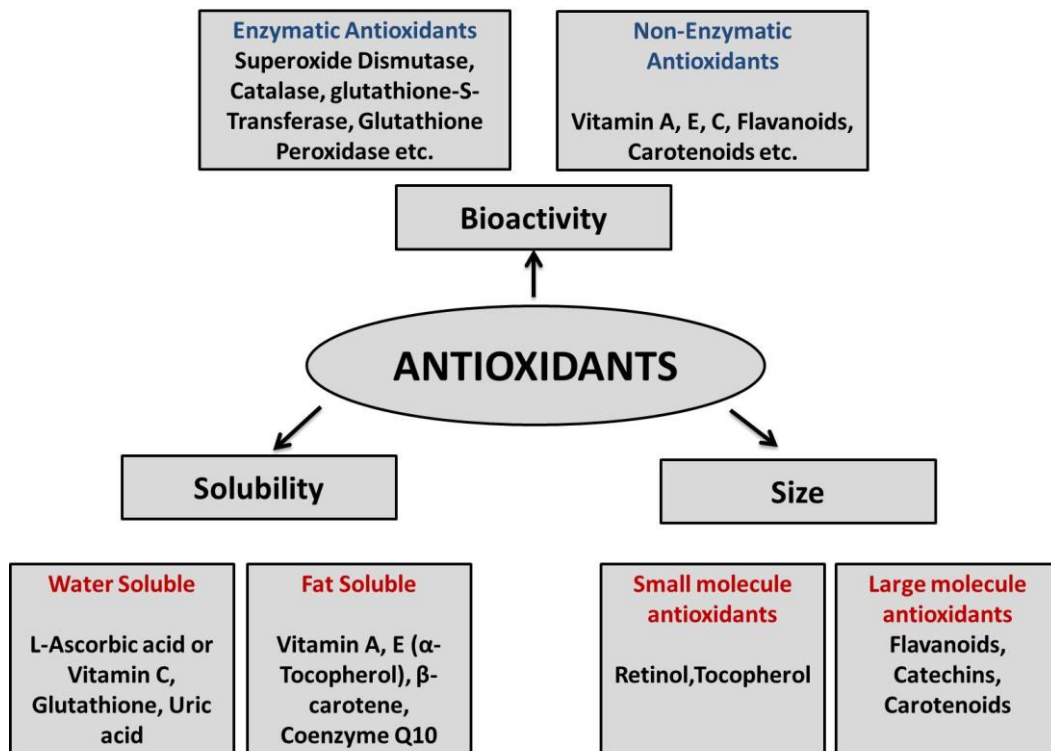 Enzymatic Antioxidants
Superoxide Dismutase,
Catalase, glutathione-S-
Transferase, Glutathione
Peroxidase etc.
Non-Enzymatic
Antioxidants
Vitamin A, E, C, Flavanoids,
Carotenoids etc.
Bioactivity
ANTIOXIDANTS
Solubility
Size
Water Soluble
L-Ascorbic acid or
Vitamin C,
Glutathione, Uric
acid
Fat Soluble
Vitamin A, E (α-
Tocopherol), β-
carotene,
Coenzyme Q10
Small molecule
antioxidants
Retinol,Tocopherol
Large molecule
antioxidants
Flavanoids,
Catechins,
Carotenoids